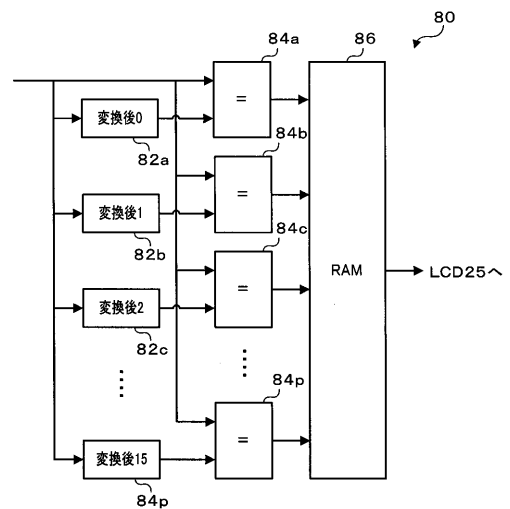 80
84a
86
=
変換後0
82a
84b
=
変換後1
82b
84c
=
変換後2
82c
RAM
LCD25へ
84p
=
変換後15
84p